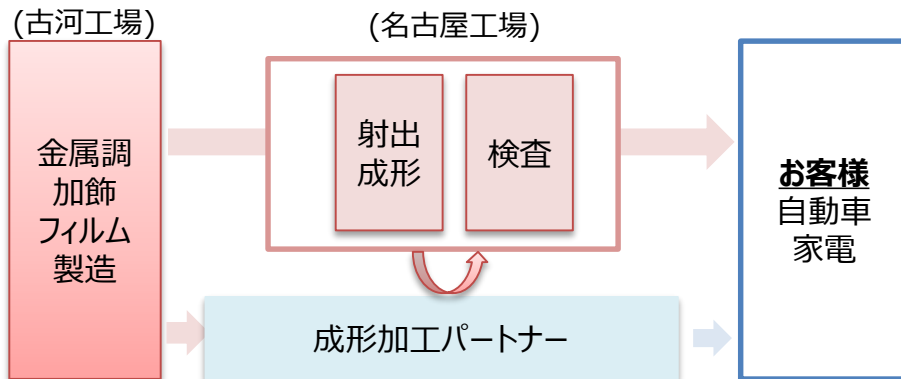 (古河工場)
(名古屋工場)
金属調
加飾
フィルム
製造
射出
成形
検査
お客様
自動車
家電
成形加工パートナー